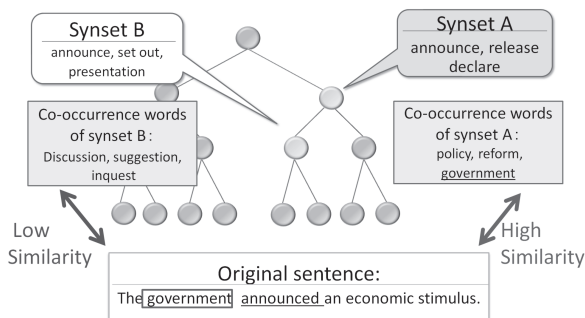 Synset B
announce, set out,
presentation
Synset A
announce, release
declare
Co-occurrence words
of synset B:
Discussion, suggestion,
inquest
Co-occurrence words
of synset A:
policy, reform,
government
Low
Similarity
High
Similarity
Original sentence:
The government announced an economic stimulus.